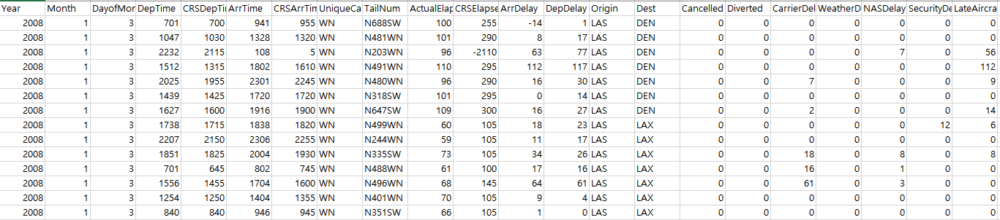 Year Month DayofMor DepTime CRSDepTir ArrTime CRSArrTim UniqueCa TailNum ActualElap CRSElapse ArrDelay DepDelay Origin Dest Cancelled Diverted CarrierDel WeatherD NASDelay SecurityDe LateAircra
2008 1 3 701 700 941 955 WN N688SW 100 255 -14 1 LAS DEN 0 0 0 0 0 0 0
2008 1 3 1047 1030 1328 1320 WN N481WN 101 290 8 17 LAS DEN 0 0 0 0 0 0 0
2008 1 3 2232 2115 108 5 WN N203WN 96 -2110 63 77 LAS DEN 0 0 0 0 7 0 56
2008 1 3 1512 1315 1802 1610 WN N491WN 110 295 112 117 LAS DEN 0 0 0 0 0 0 112
2008 1 3 2025 1955 2301 2245 WN N480WN 96 290 16 30 LAS DEN 0 0 7 0 0 0 9
2008 1 3 1439 1425 1720 1720 WN N318SW 101 295 0 14 LAS DEN 0 0 0 0 0 0 0
2008 1 3 1627 1600 1916 1900 WN N647SW 109 300 16 27 LAS DEN 0 0 2 0 0 0 14
2008 1 3 1738 1715 1838 1820 WN N499WN 60 105 18 23 LAS LAX 0 0 0 0 0 12 6
2008 1 3 2207 2150 2306 2255 WN N244WN 59 105 11 17 LAS LAX 0 0 0 0 0 0 0
2008 1 3 1851 1825 2004 1930 WN N335SW 73 105 34 26 LAS LAX 0 0 18 0 8 0 8
2008 1 3 701 645 802 745 WN N488WN 61 100 17 16 LAS LAX 0 0 16 0 1 0 0
2008 1 3 1556 1455 1704 1600 WN N496WN 68 145 64 61 LAS LAX 0 0 61 0 3 0 0
2008 1 3 1254 1250 1404 1355 WN N401WN 70 105 9 4 LAS LAX 0 0 0 0 0 0 0
2008 1 3 840 840 946 945 WN N351SW 66 105 1 0 LAS LAX 0 0 0 0 0 0 0